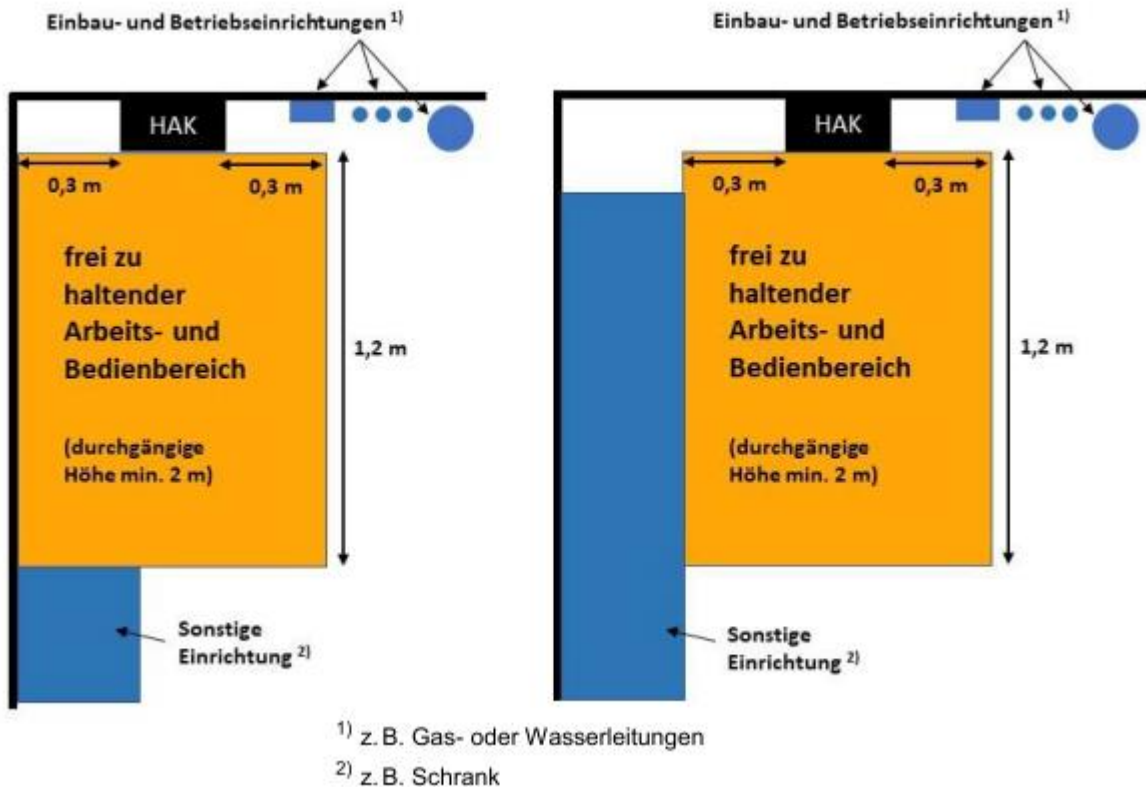 Einbau- und Betriebseinrichtungen 1)
HAK
0,3 m
0,3 m
frei zu
haltender
Arbeits- und
Bedienbereich
(durchgängige
Höhe min. 2 m)
1,2 m
Sonstige
Einrichtung 2)
Einbau- und Betriebseinrichtungen 1)
HAK
0,3 m
0,3 m
frei zu
haltender
Arbeits- und
Bedienbereich
(durchgängige
Höhe min. 2 m)
1,2 m
Sonstige
Einrichtung 2)
1) z. B. Gas- oder Wasserleitungen
2) z. B. Schrank